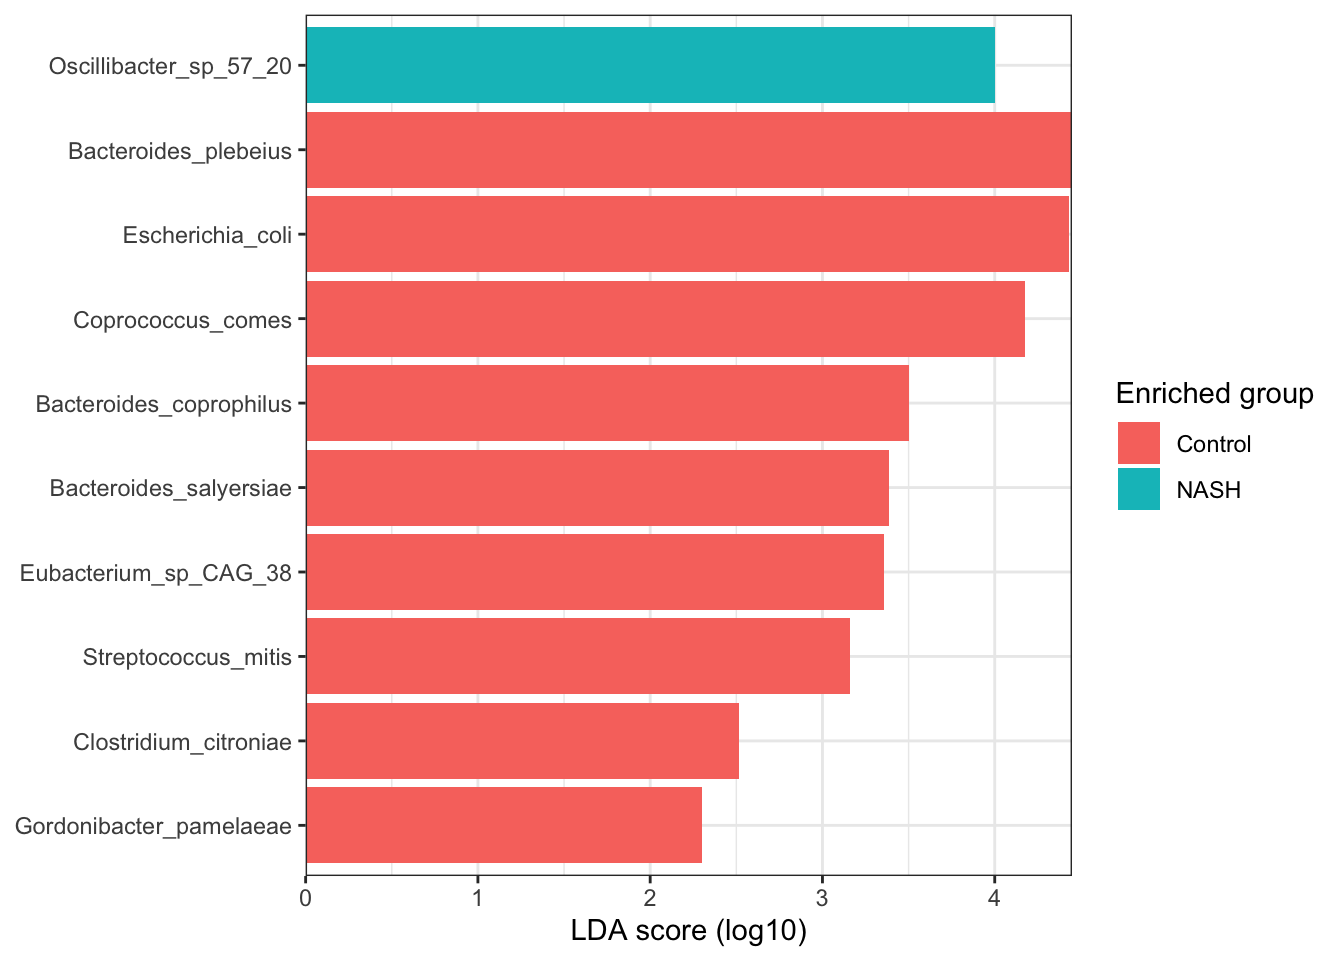 Oscillibacter_sp_57_20
Bacteroides_plebeius
Escherichia_coli
Coprococcus_comes
Bacteroides_coprophilus
Bacteroides_salyersiae
Eubacterium_sp_CAG_38
Streptococcus_mitis
Clostridium_citroniae
Gordonibacter_pamelaeae
0 1 2 3 4
LDA score (log10)
Enriched group
Control
NASH